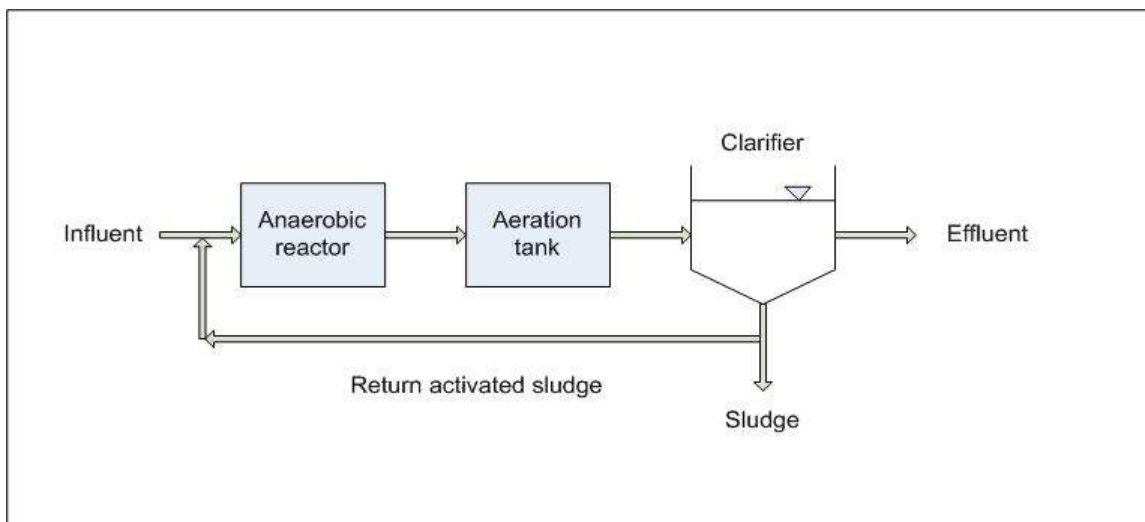 Clarifier
Influent
Anaerobic
reactor
Aeration
tank
Effluent
Return activated sludge
Sludge